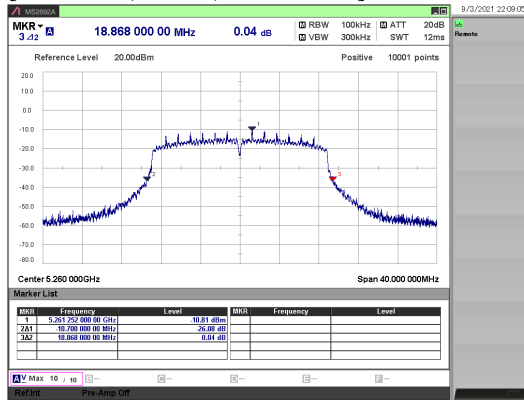 MS2692A
9/3/2021 22:09:05
MKR 3 Δ2 A 18.868 000 00 MHz 0.04 dB
RBW 100kHz ATT 20dB
VBW 300kHz SWT 12ms
Remote
Reference Level 20.00dBm Positive 10001 points
20.0
10.0
0.0
-10.0
1
-20.0
-30.0
2 3
-40.0
-50.0
-60.0
-70.0
-80.0
Center 5.260 000GHz Span 40.000 000MHz
Marker List
MKR Frequency Level MKR Frequency Level
1 5.261 252 000 00 GHz -10.81 dBm
2Δ1 -10.700 000 00 MHz -26.08 dB
3Δ2 18.860 000 00 MHz 0.04 dB
A V Max 10 / 10 B-- C-- D-- E-- F--
Ref.Int Pre-Amp Off